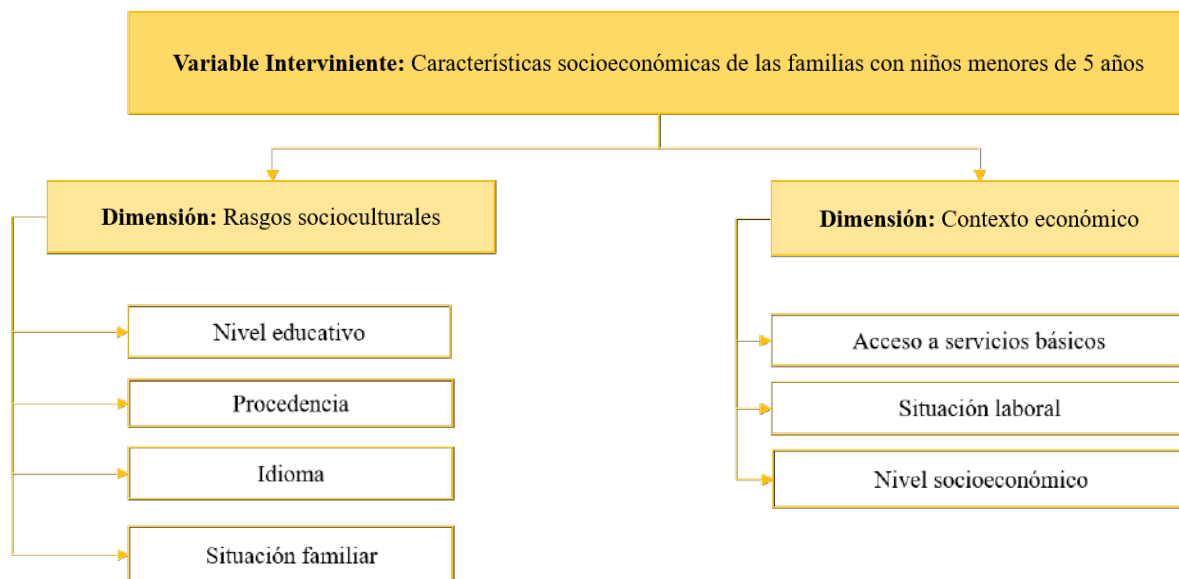 Variable Interviniente: Características socioeconómicas de las familias con niños menores de 5 años
Dimensión: Rasgos socioculturales
Nivel educativo
Procedencia
Idioma
Situación familiar
Dimensión: Contexto económico
Acceso a servicios básicos
Situación laboral
Nivel socioeconómico